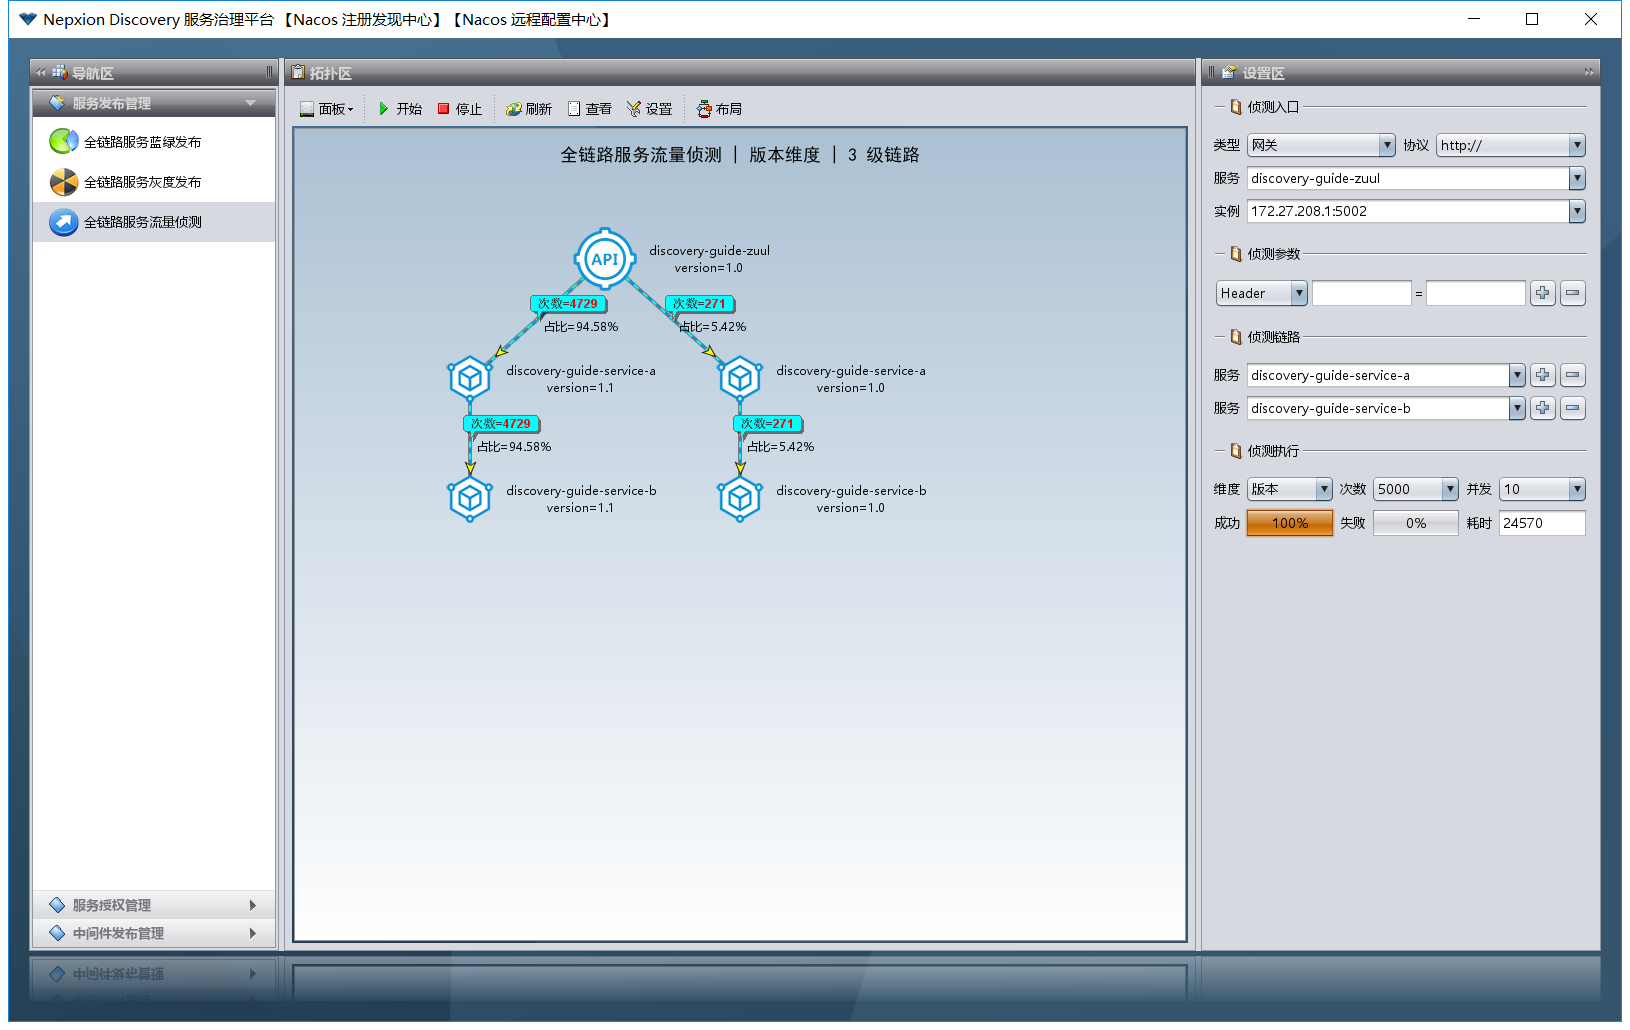 Nepxion Discovery 服务治理平台 【Nacos 注册发现中心】【Nacos 远程配置中心】
导航区
服务发布管理
全链路服务蓝绿发布
全链路服务灰度发布
全链路服务流量侦测
服务授权管理
中间件发布管理
拓扑区
面板 开始 停止 刷新 查看 设置 布局
全链路服务流量侦测 | 版本维度 | 3 级链路
API
discovery-guide-zuul
version=1.0
次数=4729
占比=94.58%
次数=271
占比=5.42%
discovery-guide-service-a
version=1.1
discovery-guide-service-a
version=1.0
次数=4729
占比=94.58%
次数=271
占比=5.42%
discovery-guide-service-b
version=1.1
discovery-guide-service-b
version=1.0
设置区
侦测入口
类型 网关 协议 http://
服务 discovery-guide-zuul
实例 172.27.208.1:5002
侦测参数
Header =
侦测链路
服务 discovery-guide-service-a
服务 discovery-guide-service-b
侦测执行
维度 版本 次数 5000 并发 10
成功 100% 失败 0% 耗时 24570
中间件发布管理